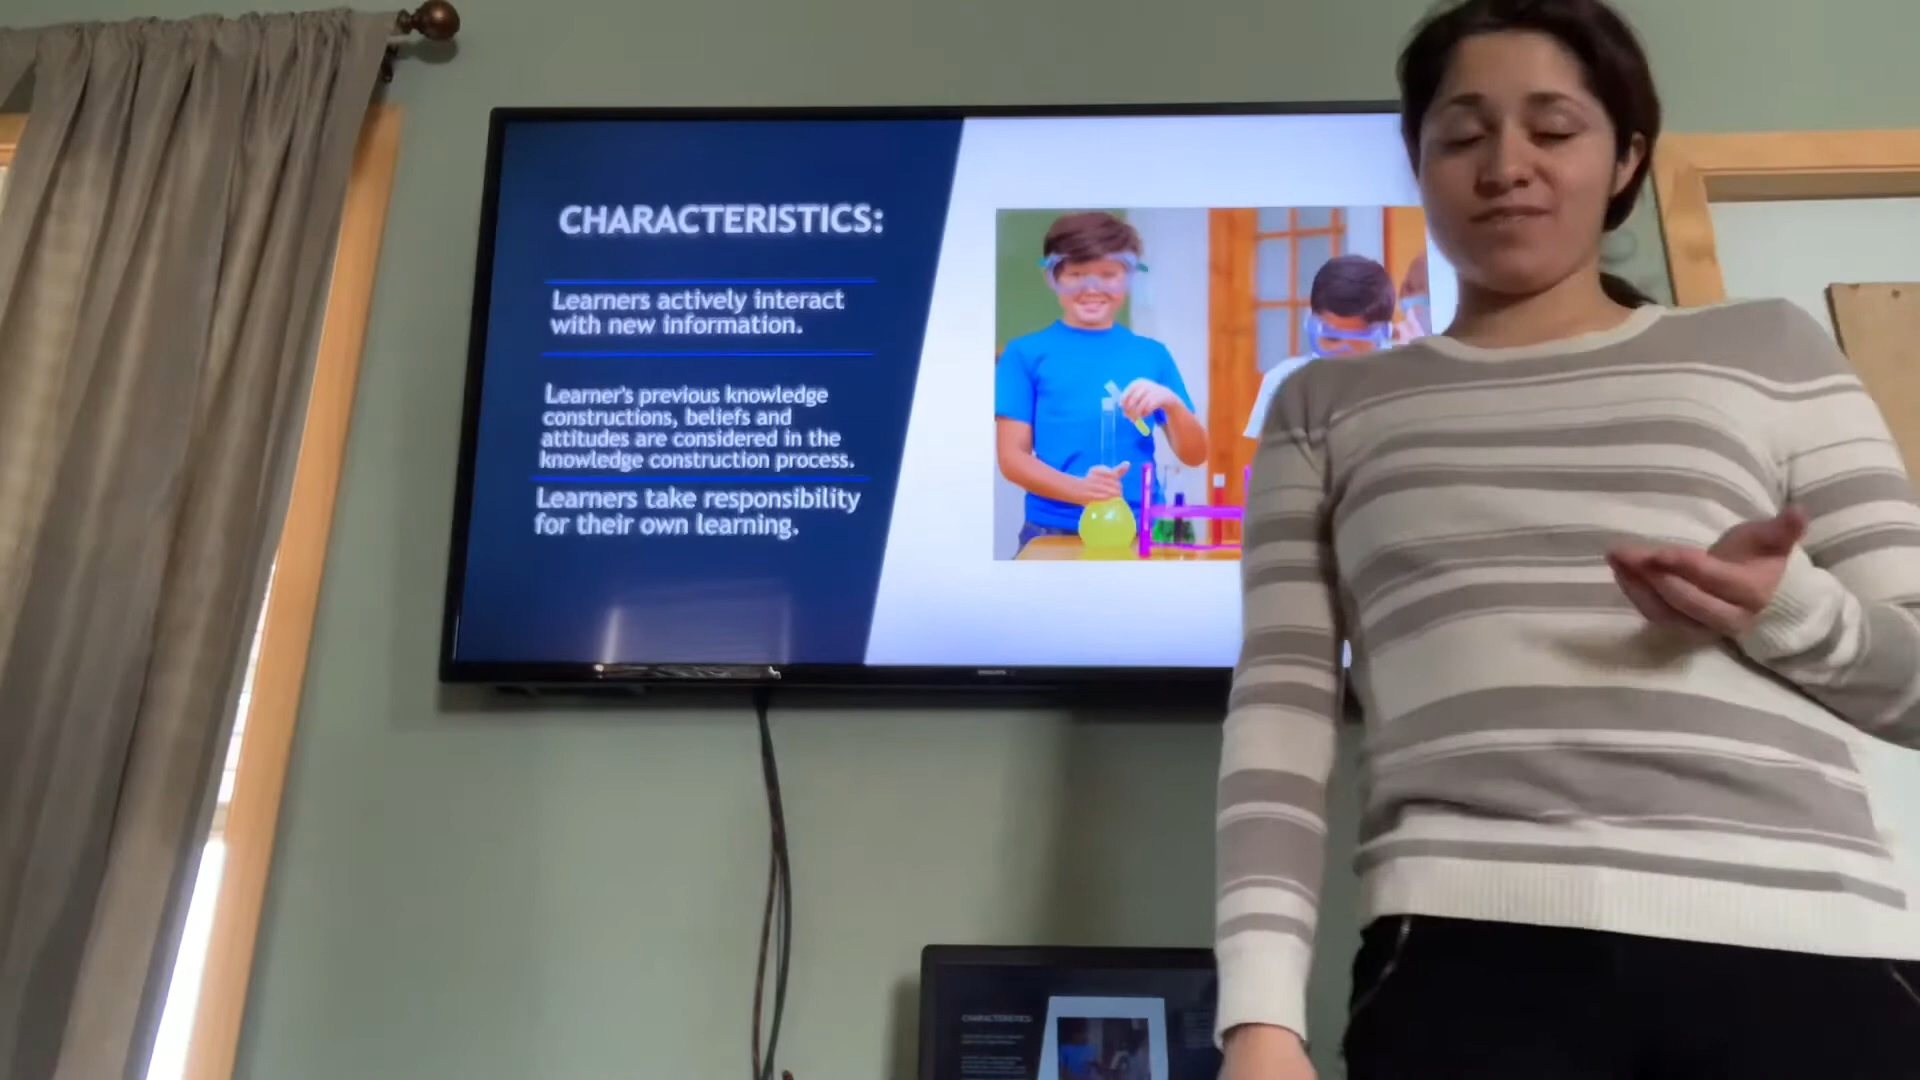 CHARACTERISTICS:
Learners actively interact
with new information.
Learner's previous knowledge
constructions, beliefs and
attitudes are considered in the
knowledge construction process.
Learners take responsibility
for their own learning.
CHARACTERISTICS: